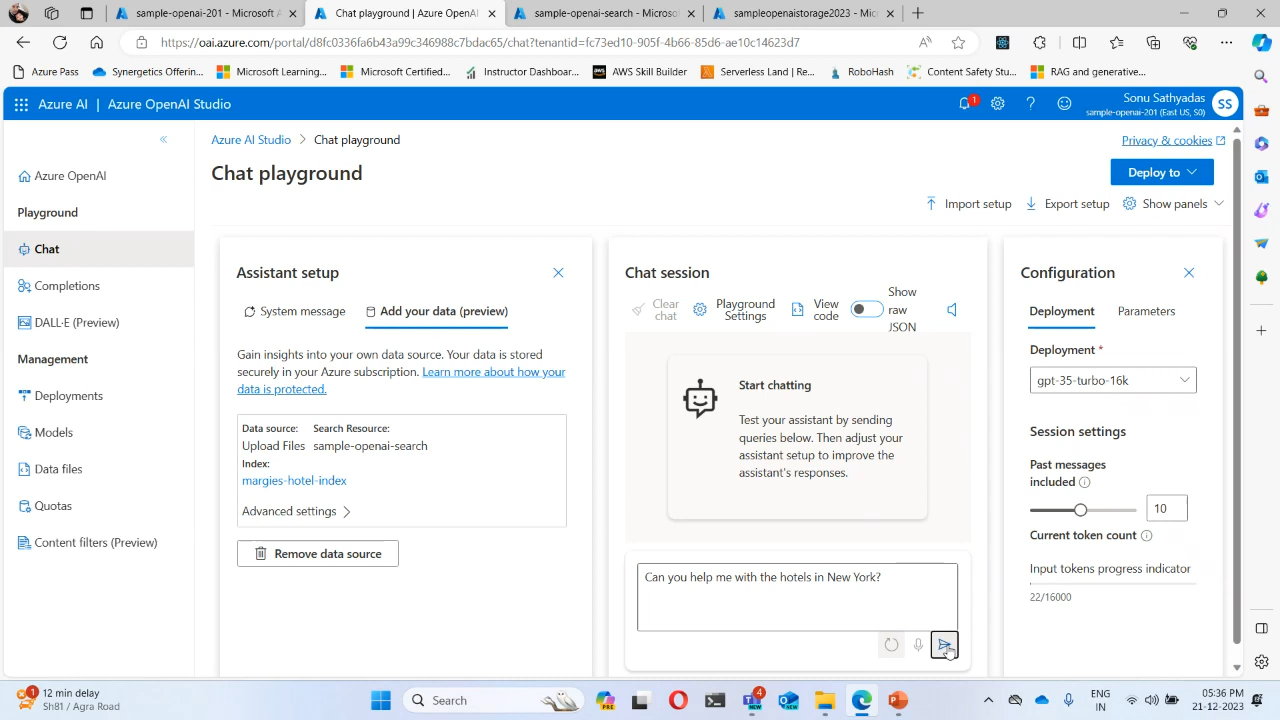 sample-openai-201 - Microsoft A
Chat playground | Azure OpenAI
sample-openai-search - Microsof
sampleopenaistorage2023 - Micr
https://oai.azure.com/portal/d8fc0336fa6b43a99c346988c7bdac65/chat?tenantid=fc73ed10-905f-4b66-85d6-ae10c14623d7
Azure Pass
SynergeticOfferin...
Microsoft Learning...
Microsoft Certified...
Instructor Dashboar...
AWS Skill Builder
Serverless Land | Re...
RoboHash
Content Safety Stu...
RAG and generative...
Azure AI | Azure OpenAI Studio
1
Sonu Sathyadas
sample-openai-201 (East US, S0)
SS
Azure AI Studio > Chat playground
Privacy & cookies
Chat playground
Deploy to
Import setup
Export setup
Show panels
Azure OpenAI
Playground
Chat
Completions
DALL·E (Preview)
Management
Deployments
Models
Data files
Quotas
Content filters (Preview)
Assistant setup
System message
Add your data (preview)
Gain insights into your own data source. Your data is stored
securely in your Azure subscription. Learn more about how your
data is protected.
Data source: Search Resource:
Upload Files sample-openai-search
Index:
margies-hotel-index
Advanced settings
Remove data source
Chat session
Clear
chat
Playground
Settings
View
code
Show
raw
JSON
Start chatting
Test your assistant by sending
queries below. Then adjust your
assistant setup to improve the
assistant's responses.
Can you help me with the hotels in New York?
Configuration
Deployment
Parameters
Deployment *
gpt-35-turbo-16k
Session settings
Past messages
included
10
Current token count
Input tokens progress indicator
22/16000
1
12 min delay
Sh81 / Agra Road
Search
PRE
NEW
4
NEW
ENG
IN
05:36 PM
21-12-2023